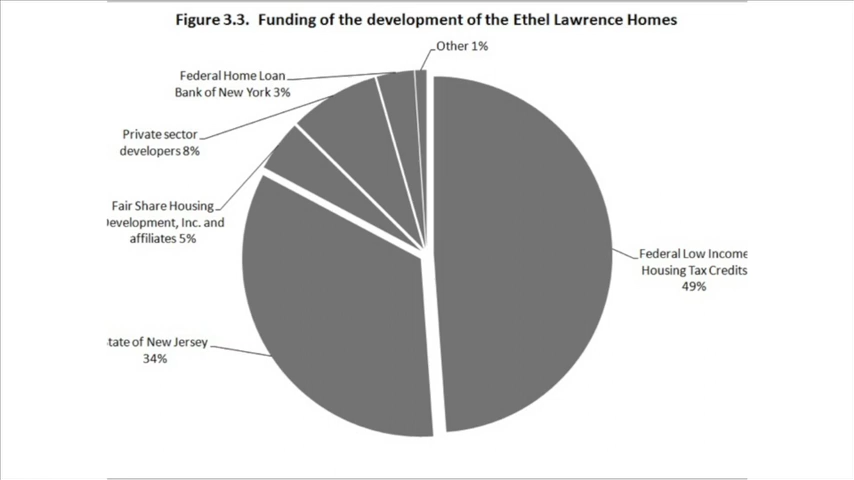 Figure 3.3. Funding of the development of the Ethel Lawrence Homes
Other 1%
Federal Home Loan
Bank of New York 3%
Private sector
developers 8%
Fair Share Housing
evelopment, Inc. and
affiliates 5%
Federal Low Income
Housing Tax Credits
49%
tate of New Jersey
34%